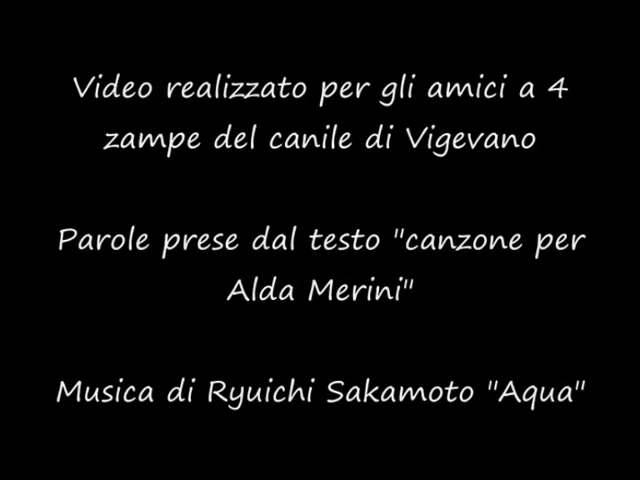 Video realizzato per gli amici a 4
zampe del canile di Vigevano
Parole prese dal testo "canzone per
Alda Merini"
Musica di Ryuichi Sakamoto "Aqua"